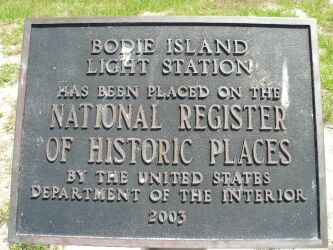 BODIE ISLAND
LIGHT STATION
HAS BEEN PLACED ON THE
NATIONAL REGISTER
OF HISTORIC PLACES
BY THE UNITED STATES
DEPARTMENT OF THE INTERIOR
2003